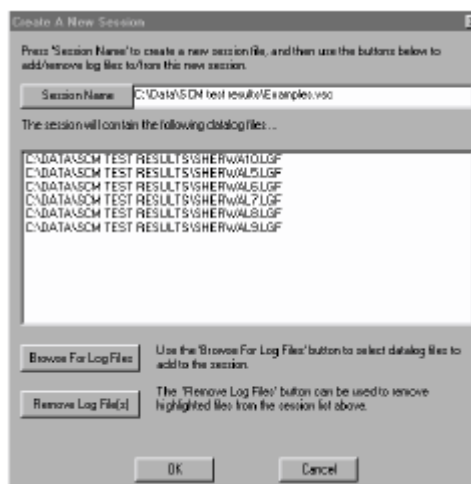 Create A New Session
Press 'Session Name' to create a new session file, and then use the buttons below to
add/remove log files to/from this new session.
Session Name C:\Data\SCM test results\Examples.vsc
The session will contain the following datalog files...
C:\DATA\SCM TEST RESULTS\SHERWA10.LGF
C:\DATA\SCM TEST RESULTS\SHERWAL5.LGF
C:\DATA\SCM TEST RESULTS\SHERWAL6.LGF
C:\DATA\SCM TEST RESULTS\SHERWAL7.LGF
C:\DATA\SCM TEST RESULTS\SHERWAL8.LGF
C:\DATA\SCM TEST RESULTS\SHERWAL9.LGF
Browse For Log Files
Use the 'Browse For Log Files' button to select datalog files to
add to the session.
Remove Log File(s)
The 'Remove Log Files' button can be used to remove
highlighted files from the session list above.
OK Cancel